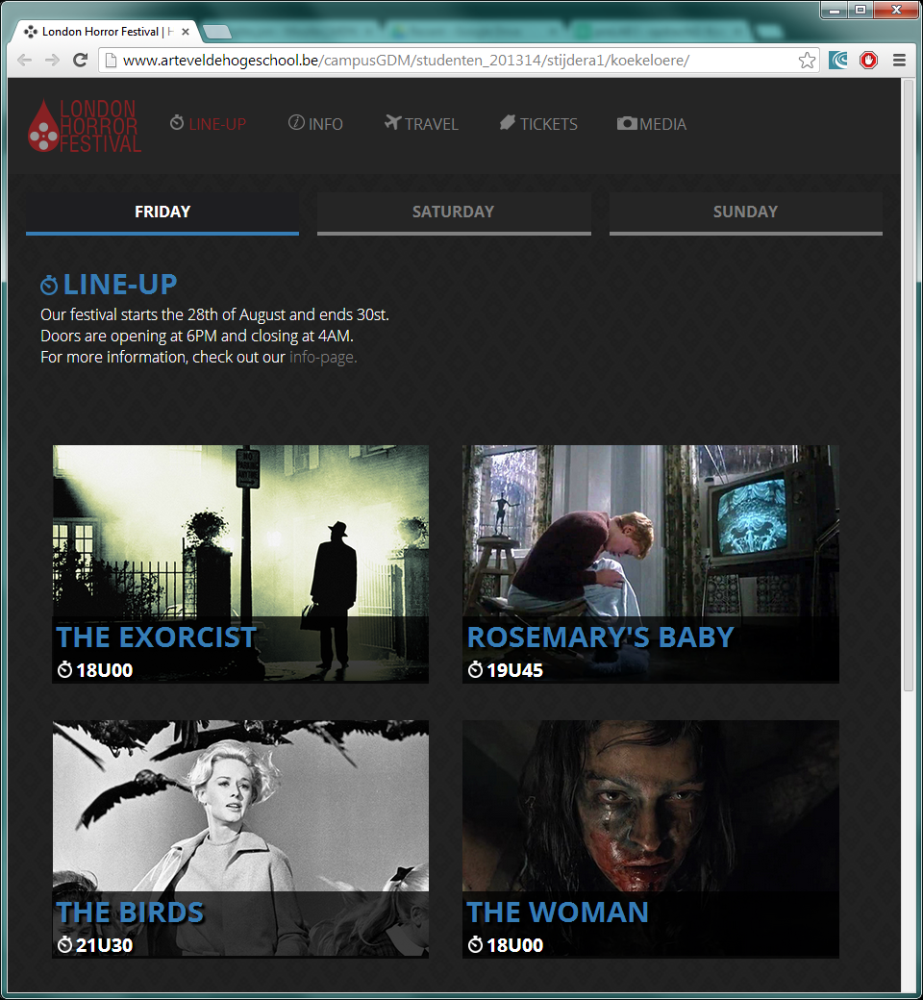 London Horror Festival | H
www.arteveldehogeschool.be/campusGDM/studenten_201314/stijdera1/koekeloere/
LONDON
HORROR
FESTIVAL
LINE-UP
INFO
TRAVEL
TICKETS
MEDIA
FRIDAY
SATURDAY
SUNDAY
LINE-UP
Our festival starts the 28th of August and ends 30st.
Doors are opening at 6PM and closing at 4AM.
For more information, check out our info-page.
NO
THE EXORCIST
18U00
ROSEMARY'S BABY
19U45
THE BIRDS
21U30
THE WOMAN
18U00